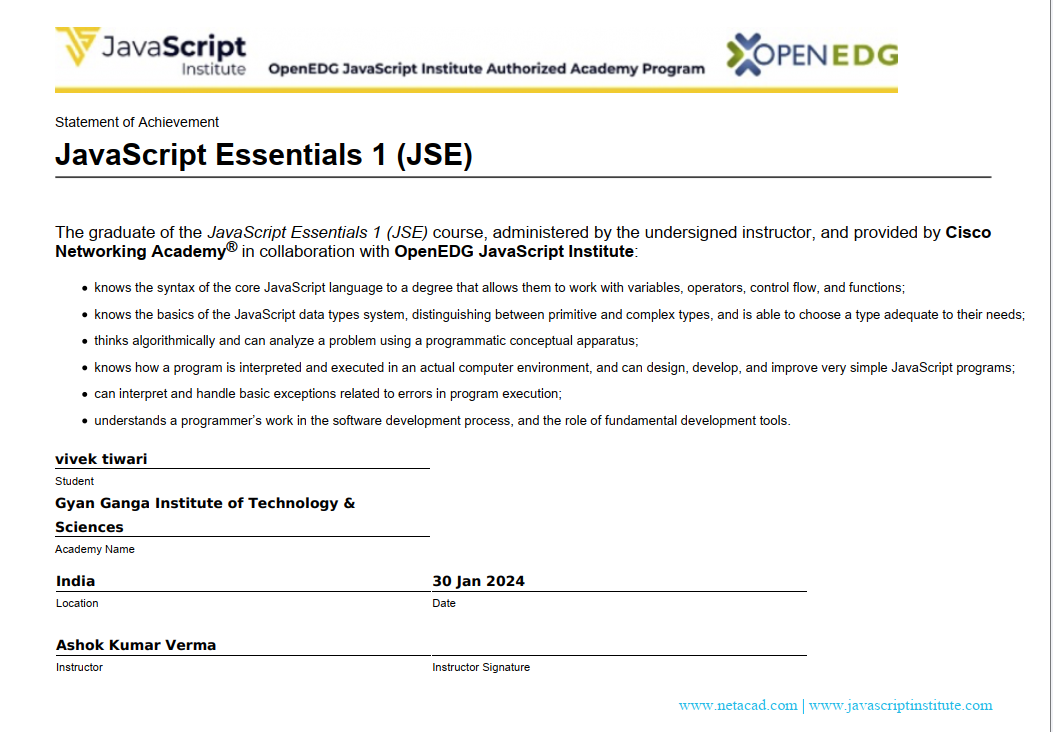 JavaScript
Institute
OpenEDG JavaScript Institute Authorized Academy Program
OPENEDG
Statement of Achievement
JavaScript Essentials 1 (JSE)
The graduate of the JavaScript Essentials 1 (JSE) course, administered by the undersigned instructor, and provided by Cisco
Networking Academy® in collaboration with OpenEDG JavaScript Institute:
• knows the syntax of the core JavaScript language to a degree that allows them to work with variables, operators, control flow, and functions;
• knows the basics of the JavaScript data types system, distinguishing between primitive and complex types, and is able to choose a type adequate to their needs;
• thinks algorithmically and can analyze a problem using a programmatic conceptual apparatus;
• knows how a program is interpreted and executed in an actual computer environment, and can design, develop, and improve very simple JavaScript programs;
• can interpret and handle basic exceptions related to errors in program execution;
• understands a programmer’s work in the software development process, and the role of fundamental development tools.
vivek tiwari
Student
Gyan Ganga Institute of Technology &
Sciences
Academy Name
India
Location
30 Jan 2024
Date
Ashok Kumar Verma
Instructor
Instructor Signature
www.netacad.com | www.javascriptinstitute.com